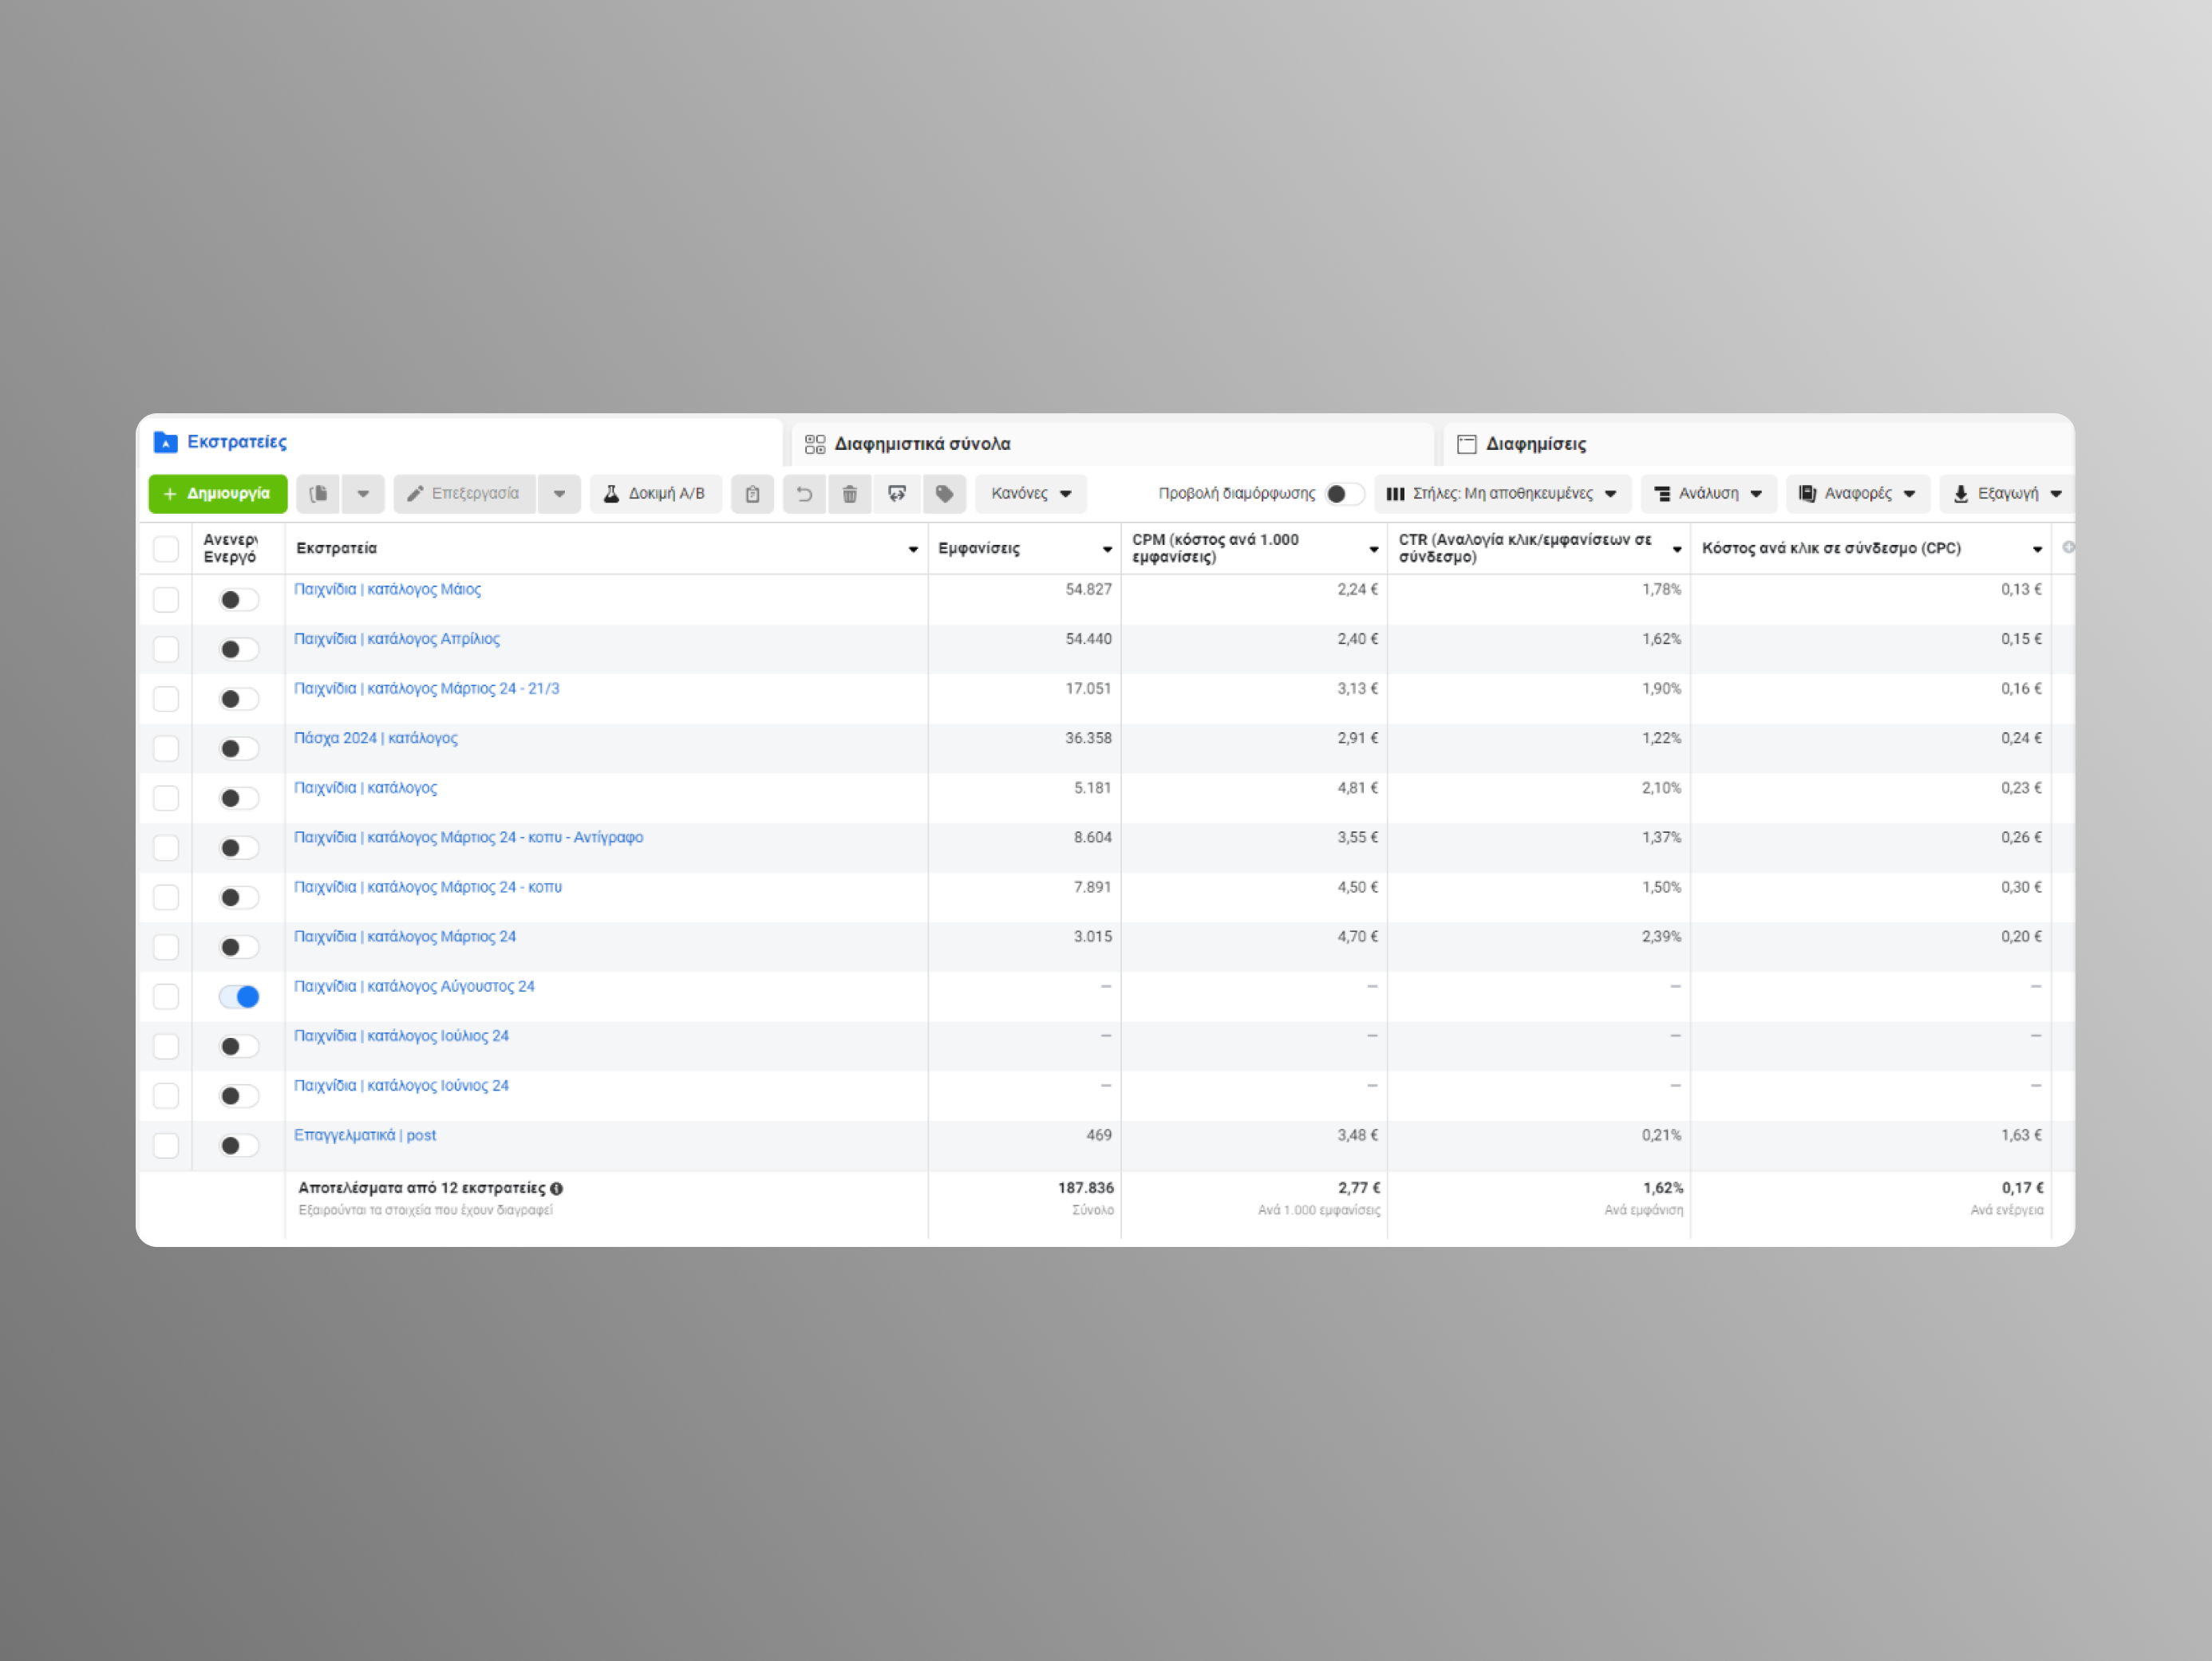 Εκστρατείες
Διαφημιστικά σύνολα
Διαφημίσεις
+ Δημιουργία
Επεξεργασία
Δοκιμή A/B
Κανόνες
Προβολή διαμόρφωσης
Στήλες: Μη αποθηκευμένες
Ανάλυση
Αναφορές
Εξαγωγή
Ανενερ
Ενεργό
Εκστρατεία
Εμφανίσεις
CPM (κόστος ανά 1.000
εμφανίσεις)
CTR (Αναλογία κλικ/εμφανίσεων σε
σύνδεσμο)
Κόστος ανά κλικ σε σύνδεσμο (CPC)
Παιχνίδια | κατάλογος Μάιος 54.827 2,24 € 1,78% 0,13 €
Παιχνίδια | κατάλογος Απρίλιος 54.440 2,40 € 1,62% 0,15 €
Παιχνίδια | κατάλογος Μάρτιος 24 - 21/3 17.051 3,13 € 1,90% 0,16 €
Πάσχα 2024 | κατάλογος 36.358 2,91 € 1,22% 0,24 €
Παιχνίδια | κατάλογος 5.181 4,81 € 2,10% 0,23 €
Παιχνίδια | κατάλογος Μάρτιος 24 - κοπυ - Αντίγραφο 8.604 3,55 € 1,37% 0,26 €
Παιχνίδια | κατάλογος Μάρτιος 24 - κοπυ 7.891 4,50 € 1,50% 0,30 €
Παιχνίδια | κατάλογος Μάρτιος 24 3.015 4,70 € 2,39% 0,20 €
Παιχνίδια | κατάλογος Αύγουστος 24 — — — —
Παιχνίδια | κατάλογος Ιούλιος 24 — — — —
Παιχνίδια | κατάλογος Ιούνιος 24 — — — —
Επαγγελματικά | post 469 3,48 € 0,21% 1,63 €
Αποτελέσματα από 12 εκστρατείες 187.836 2,77 € 1,62% 0,17 €
Εξαιρούνται τα στοιχεία που έχουν διαγραφεί Σύνολο Ανά 1.000 εμφανίσεις Ανά εμφάνιση Ανά ενέργεια